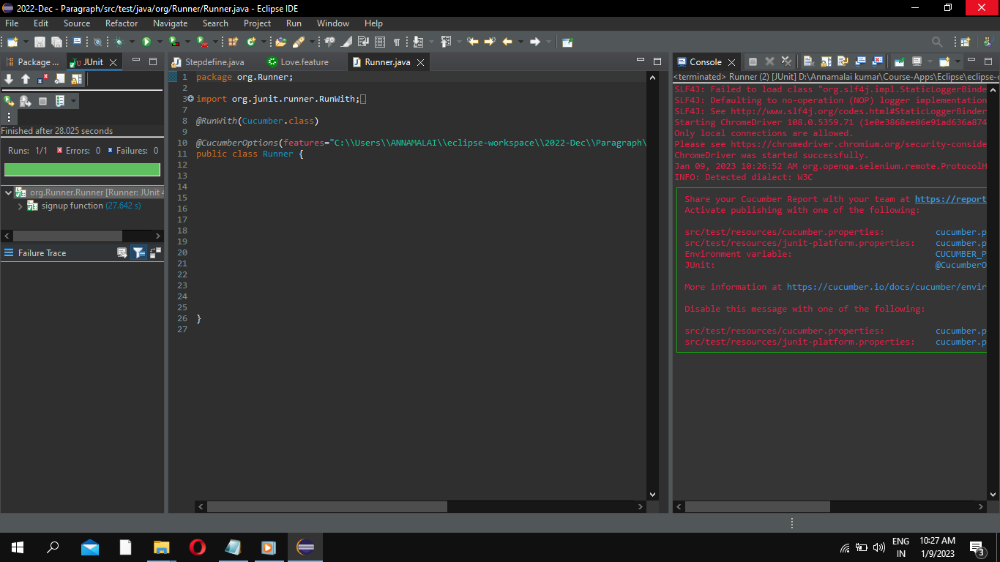 2022-Dec - Paragraph/src/test/java/org/Runner/Runner.java - Eclipse IDE
File Edit Source Refactor Navigate Search Project Run Window Help
Package ...
JUnit
Finished after 28.025 seconds
Runs: 1/1 Errors: 0 Failures: 0
org.Runner.Runner [Runner: JUnit 4
signup function (27.642 s)
Failure Trace
Stepdefine.java Love.feature Runner.java
1 package org.Runner;
2
3 import org.junit.runner.RunWith;
7
8 @RunWith(Cucumber.class)
9
10 @CucumberOptions(features="C:\\Users\\ANNAMALAI\\eclipse-workspace\\2022-Dec\\Paragraph\
11 public class Runner {
12
13
14
15
16
17
18
19
20
21
22
23
24
25
26 }
27
Console
<terminated> Runner (2) [JUnit] D:\Annamalai kumar\Course-Apps\Eclipse\eclipse-c
SLF4J: Failed to load class "org.slf4j.impl.StaticLoggerBinde
SLF4J: Defaulting to no-operation (NOP) logger implementation
SLF4J: See http://www.slf4j.org/codes.html#StaticLoggerBinder
Starting ChromeDriver 108.0.5359.71 (1e0e3868ee06e91ad636a874
Only local connections are allowed.
Please see https://chromedriver.chromium.org/security-conside
ChromeDriver was started successfully.
Jan 09, 2023 10:26:52 AM org.openqa.selenium.remote.ProtocolH
INFO: Detected dialect: W3C
Share your Cucumber Report with your team at https://report
Activate publishing with one of the following:
src/test/resources/cucumber.properties: cucumber.p
src/test/resources/junit-platform.properties: cucumber.p
Environment variable: CUCUMBER_P
JUnit: @CucumberO
More information at https://cucumber.io/docs/cucumber/envir
Disable this message with one of the following:
src/test/resources/cucumber.properties: cucumber.p
src/test/resources/junit-platform.properties: cucumber.p
ENG
IN
10:27 AM
1/9/2023
3